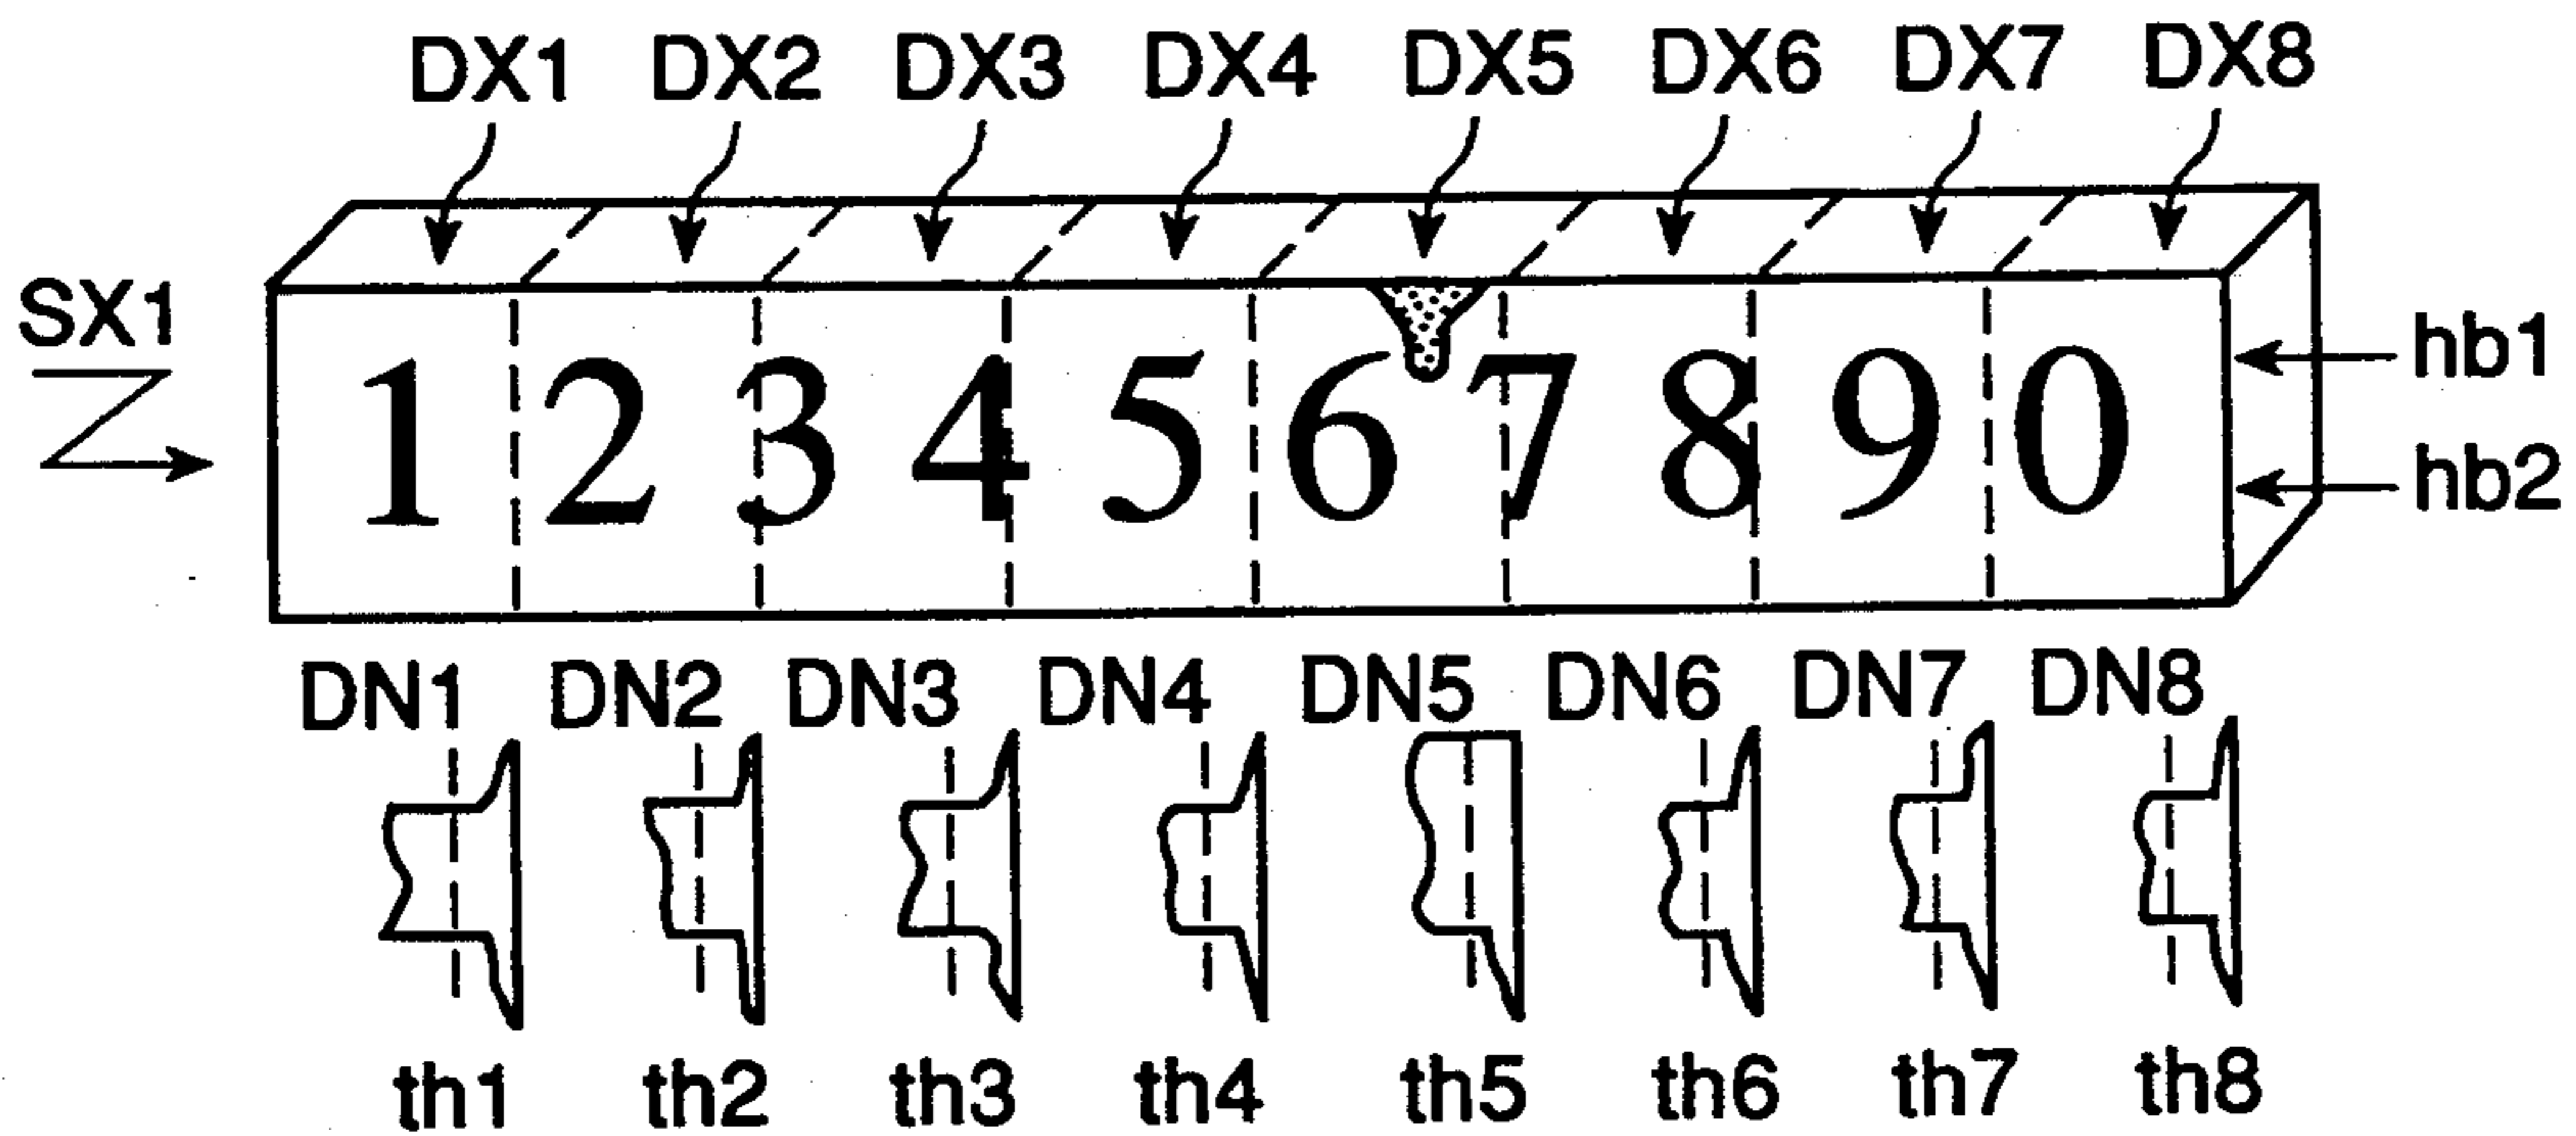 DX1 DX2 DX3 DX4 DX5 DX6 DX7 DX8
SX1
1 2 3 4 5 6 7 8 9 0
hb1
hb2
DN1 DN2 DN3 DN4 DN5 DN6 DN7 DN8
th1 th2 th3 th4 th5 th6 th7 th8